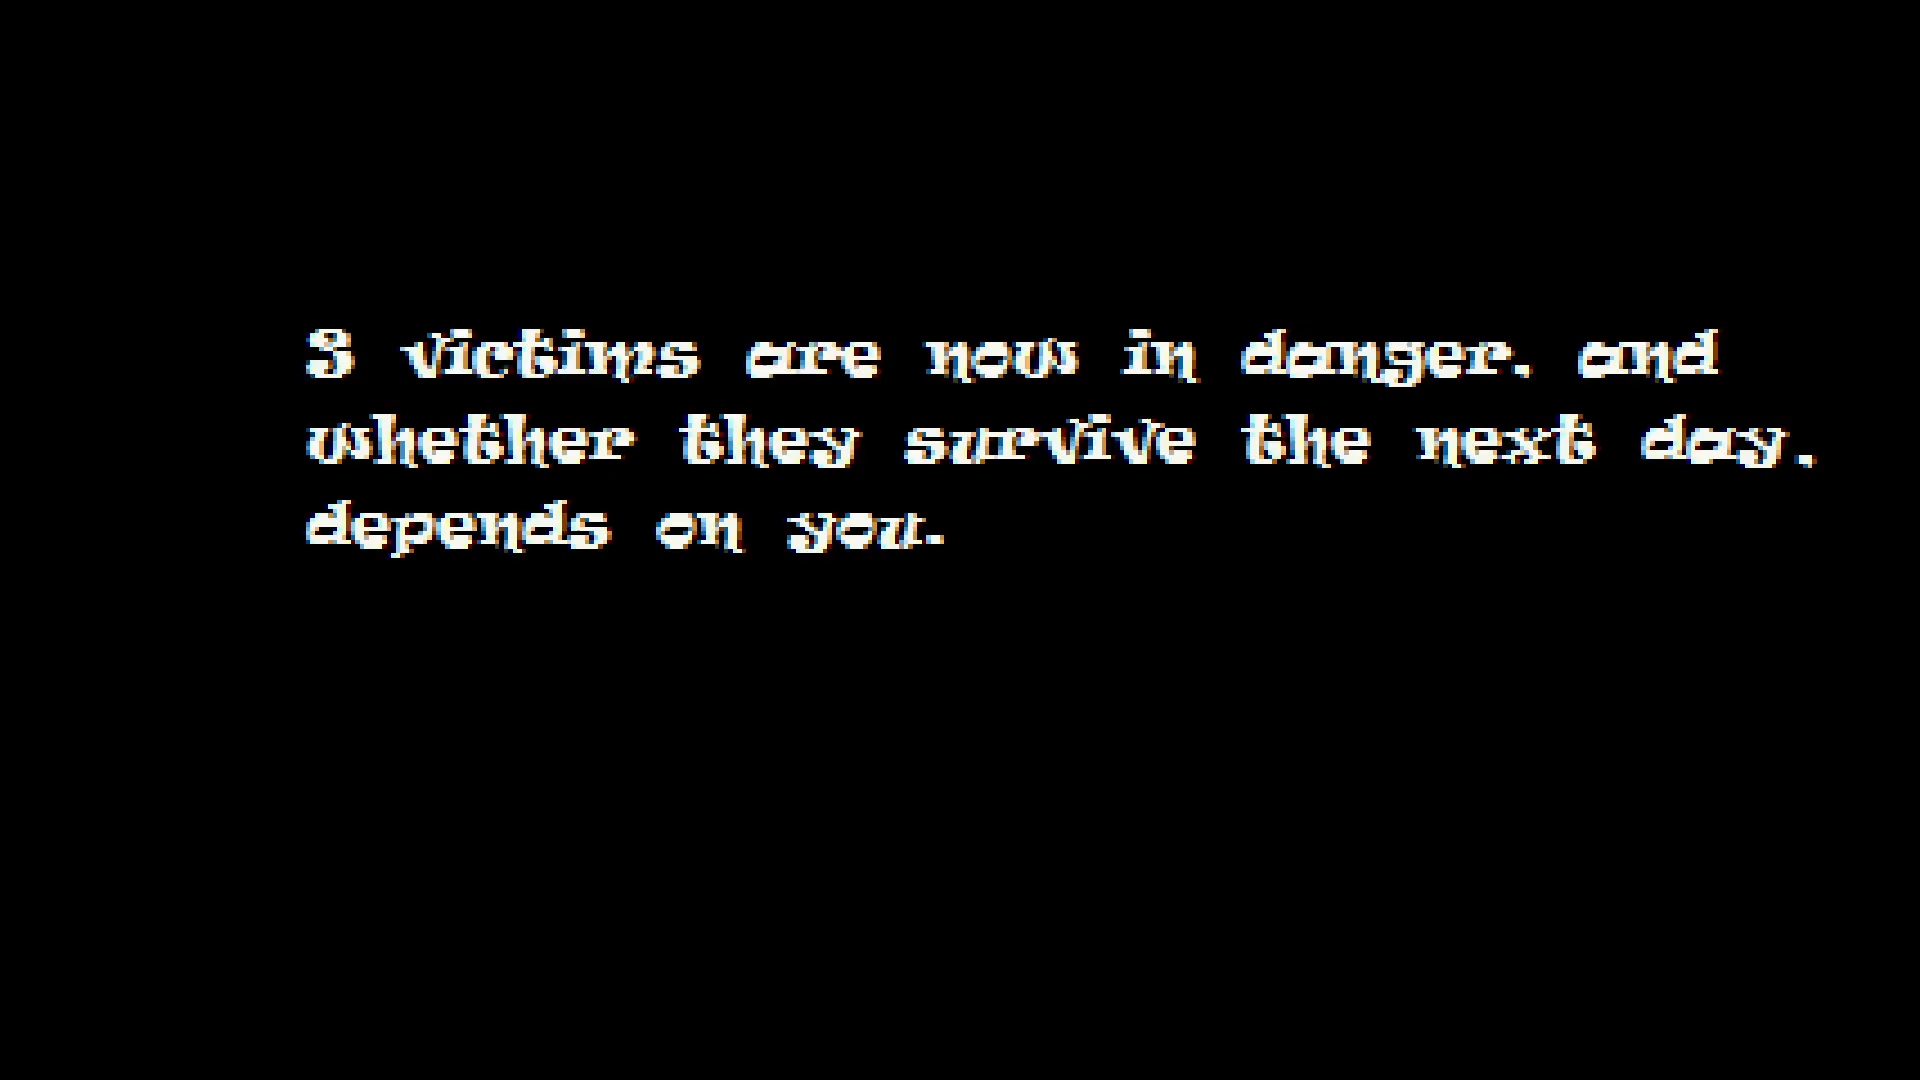 3 victims are now in danger. and
whether they survive the next day.
depends on you.